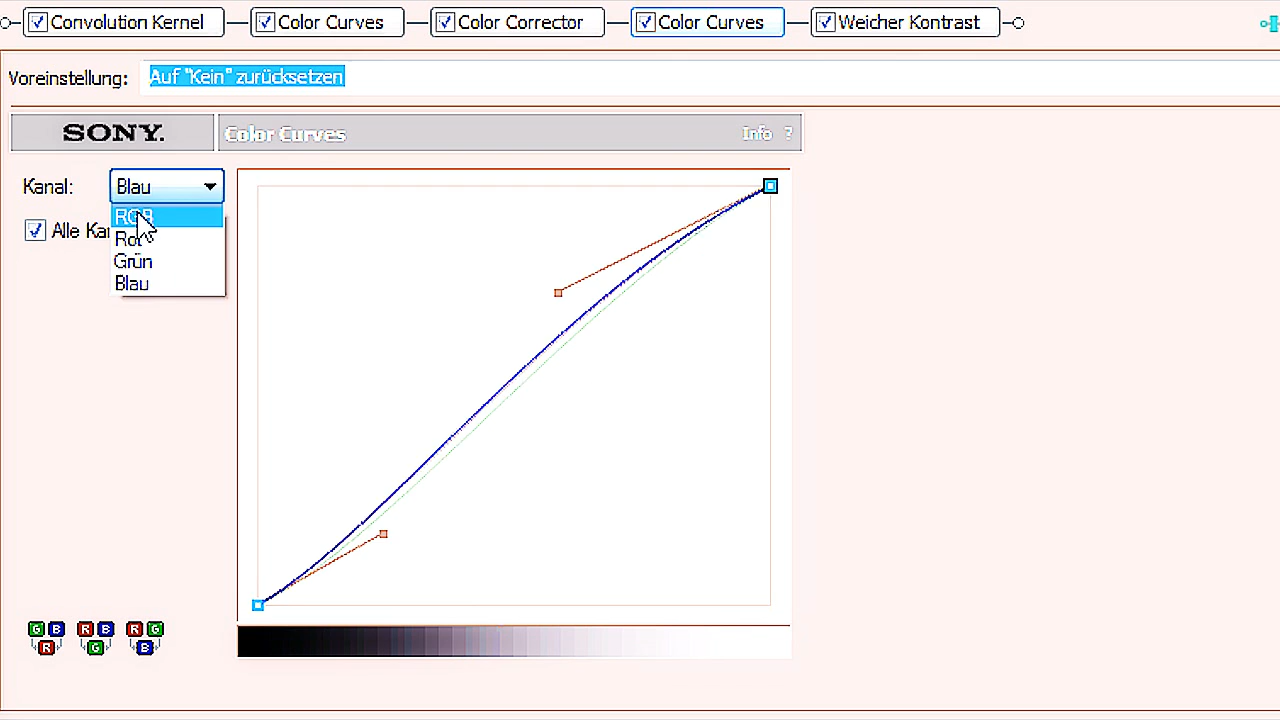 Convolution Kernel Color Curves Color Corrector Color Curves Weicher Kontrast
Voreinstellung: Auf "Kein" zurücksetzen
SONY. Color Curves Info ?
Kanal: Blau
RGB
Alle Ka
Rot
Grün
Blau
G B R B R G
R G B